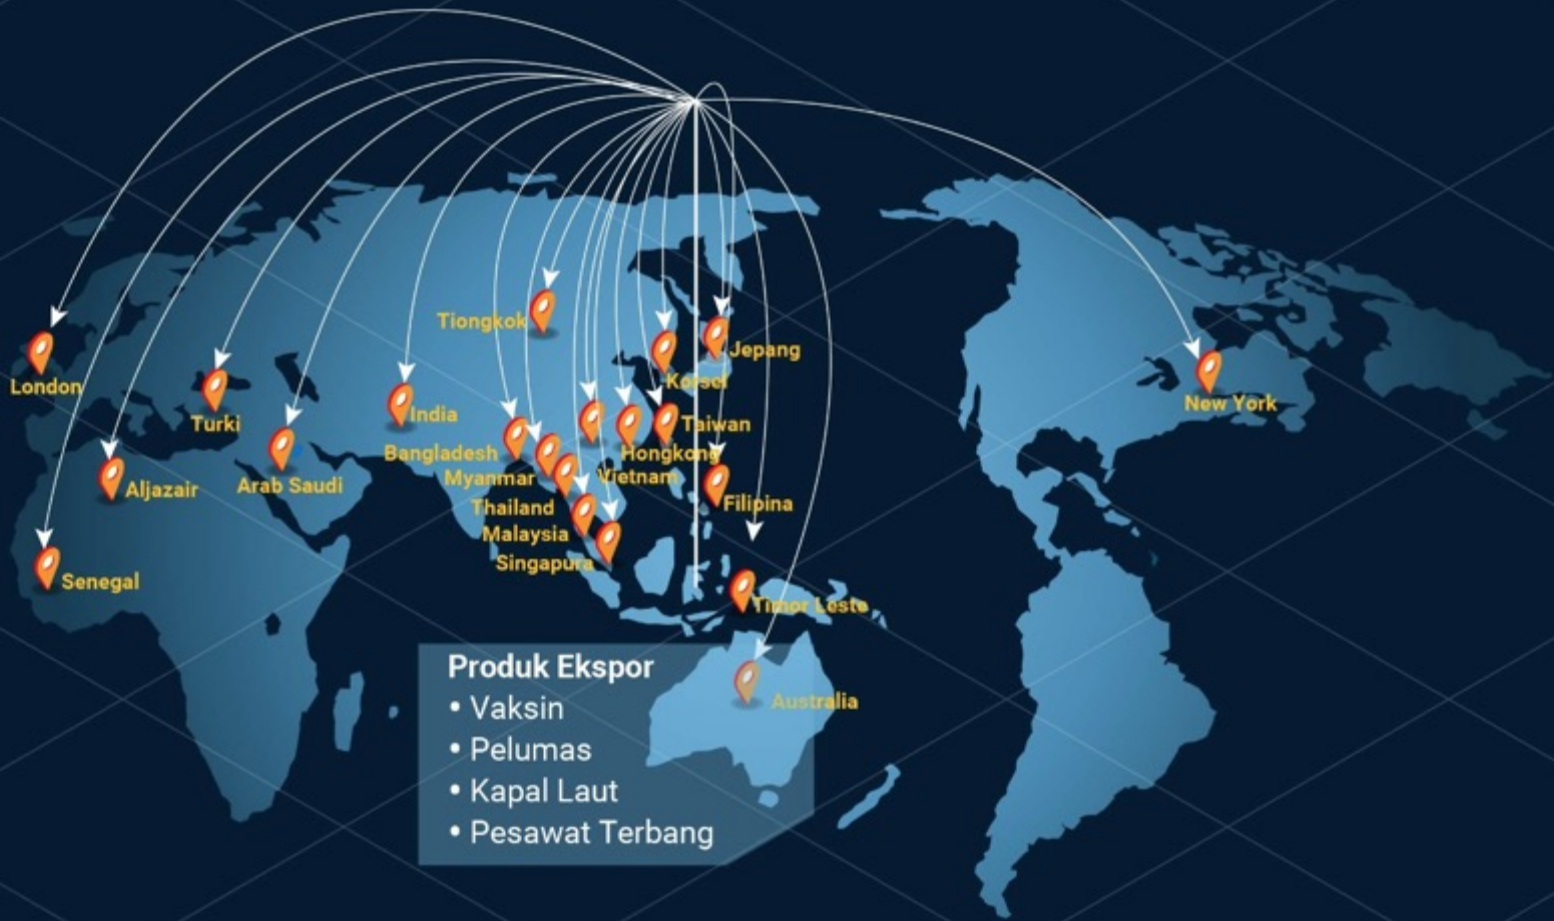 Tiongkok
Jepang
London
Korsel
New York
India
Turki
Taiwan
Bangladesh
Hongkong
Myanmar
Vietnam
Arab Saudi
Aljazair
Filipina
Thailand
Malaysia
Singapura
Senegal
Timor Leste
Produk Ekspor
• Vaksin
• Pelumas
• Kapal Laut
• Pesawat Terbang
Australia